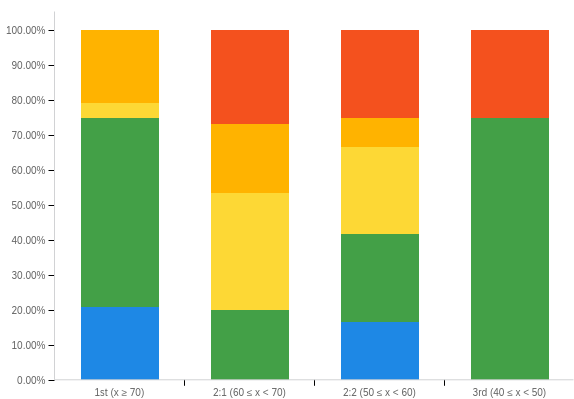 100.00%
90.00%
80.00%
70.00%
60.00%
50.00%
40.00%
30.00%
20.00%
10.00%
0.00%
1st (x ≥ 70)
2:1 (60 ≤ x < 70)
2:2 (50 ≤ x < 60)
3rd (40 ≤ x < 50)